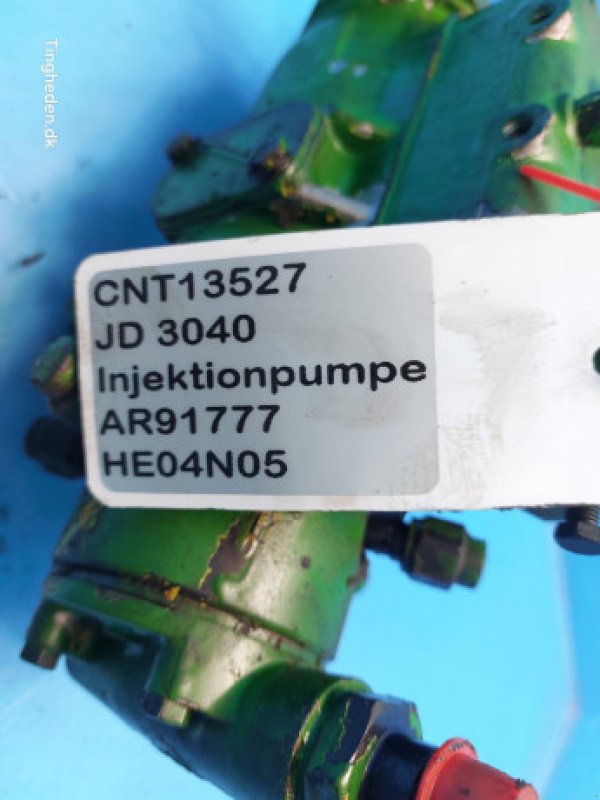 Tingheden.dk
CNT13527
JD 3040
Injektionpumpe
AR91777
HE04N05